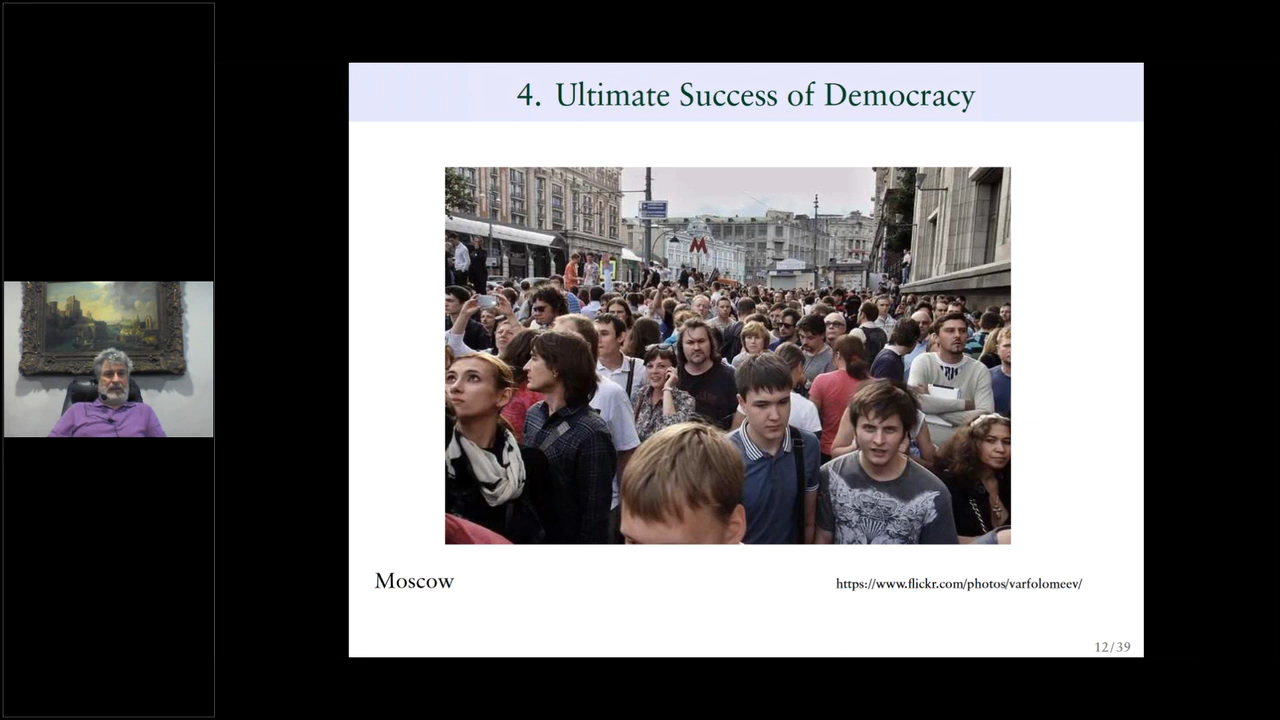 4. Ultimate Success of Democracy
M
Moscow
https://www.flickr.com/photos/varfolomeev/
12/39